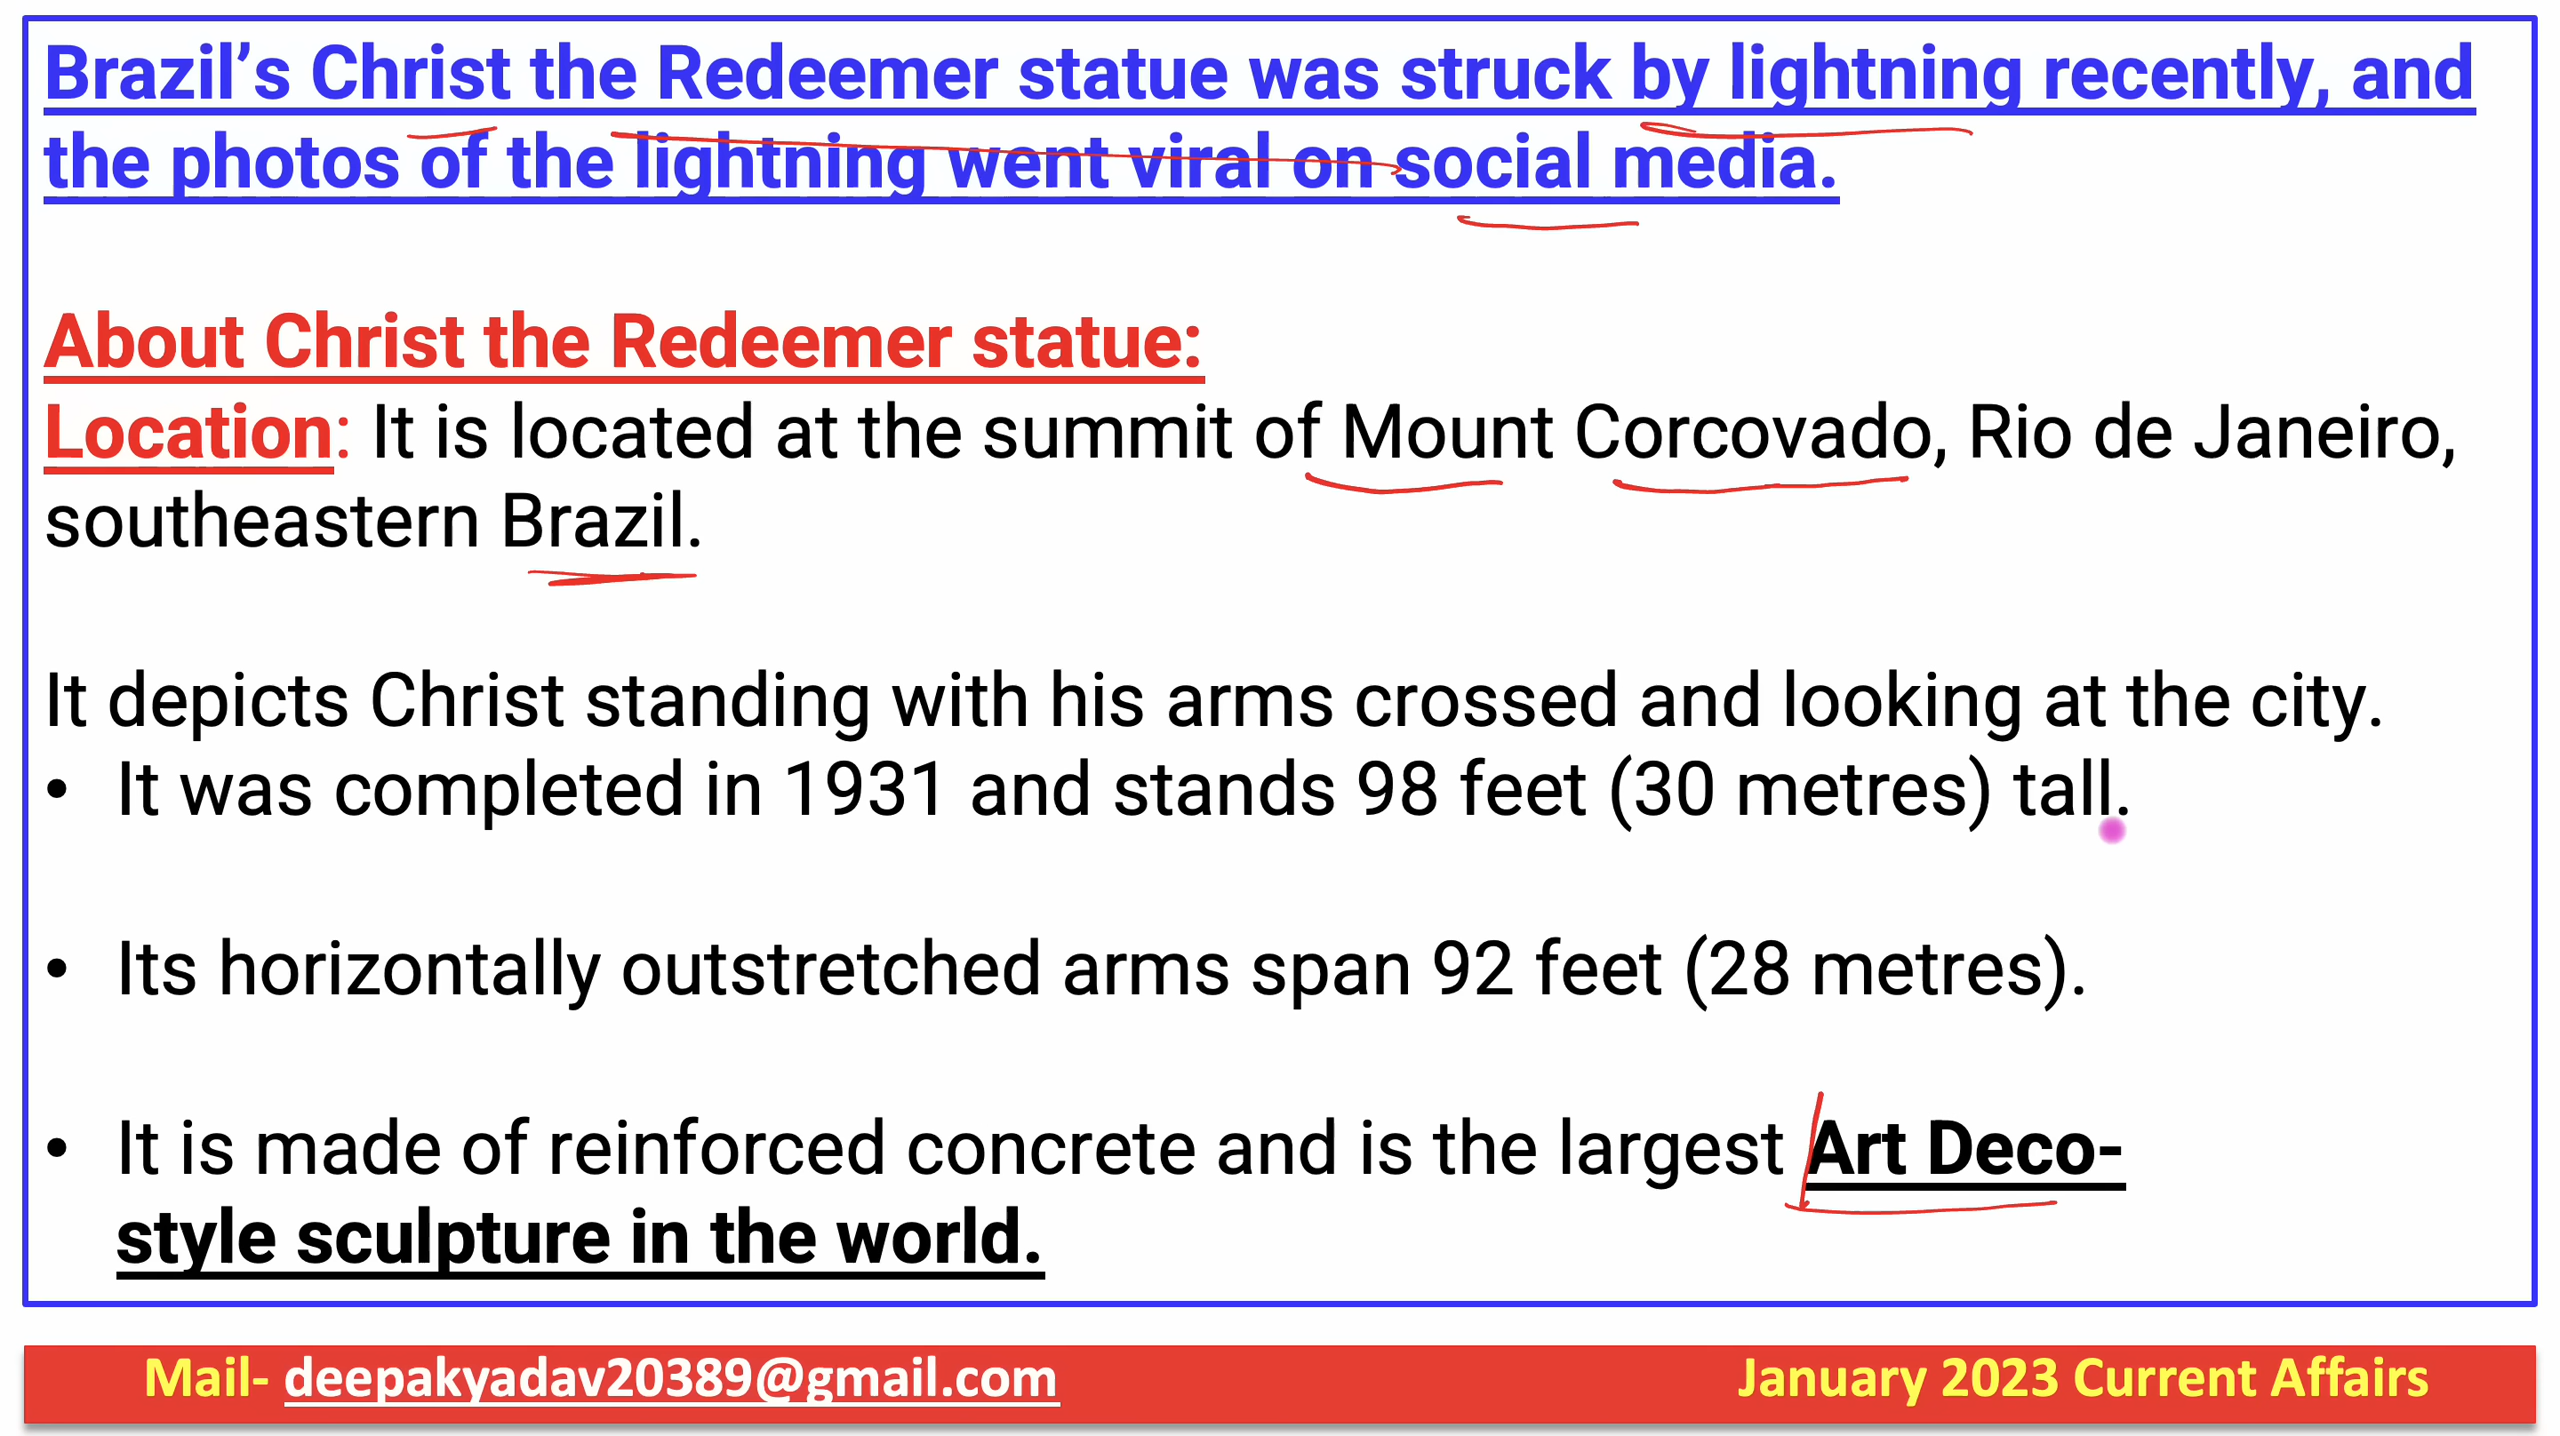 Brazil’s Christ the Redeemer statue was struck by lightning recently, and
the photos of the lightning went viral on social media.
About Christ the Redeemer statue:
Location: It is located at the summit of Mount Corcovado, Rio de Janeiro,
southeastern Brazil.
It depicts Christ standing with his arms crossed and looking at the city.
• It was completed in 1931 and stands 98 feet (30 metres) tall.
• Its horizontally outstretched arms span 92 feet (28 metres).
• It is made of reinforced concrete and is the largest Art Deco-
style sculpture in the world.
Mail- deepakyadav20389@gmail.com
January 2023 Current Affairs